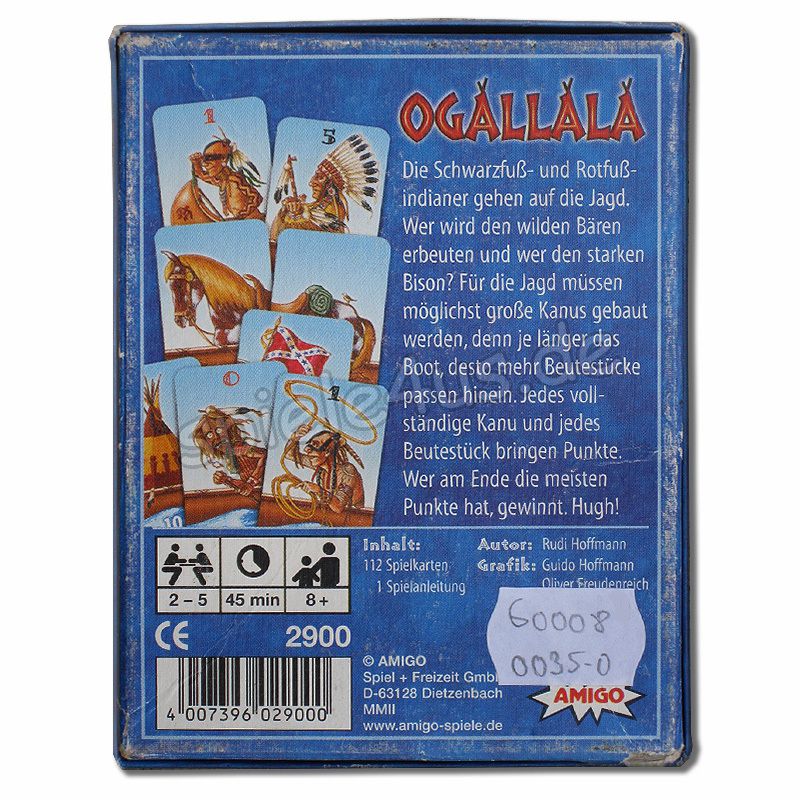 OGALLALA
Die Schwarzfuß- und Rotfuß-
indianer gehen auf die Jagd.
Wer wird den wilden Bären
erbeuten und wer den starken
Bison? Für die Jagd müssen
möglichst große Kanus gebaut
werden, denn je länger das
Boot, desto mehr Beutestücke
passen hinein. Jedes voll-
ständige Kanu und jedes
Beutestück bringen Punkte.
Wer am Ende die meisten
Punkte hat, gewinnt. Hugh!
1
5
0
1
10
spiele4us.de
2 – 5
45 min
8 +
Inhalt:
112 Spielkarten
1 Spielanleitung
Autor: Rudi Hoffmann
Grafik: Guido Hoffmann
Oliver Freudenreich
CE 2900
4 007396 029000
© AMIGO
Spiel + Freizeit GmbH
D-63128 Dietzenbach
MMII
www.amigo-spiele.de
60008
0035-0
AMIGO